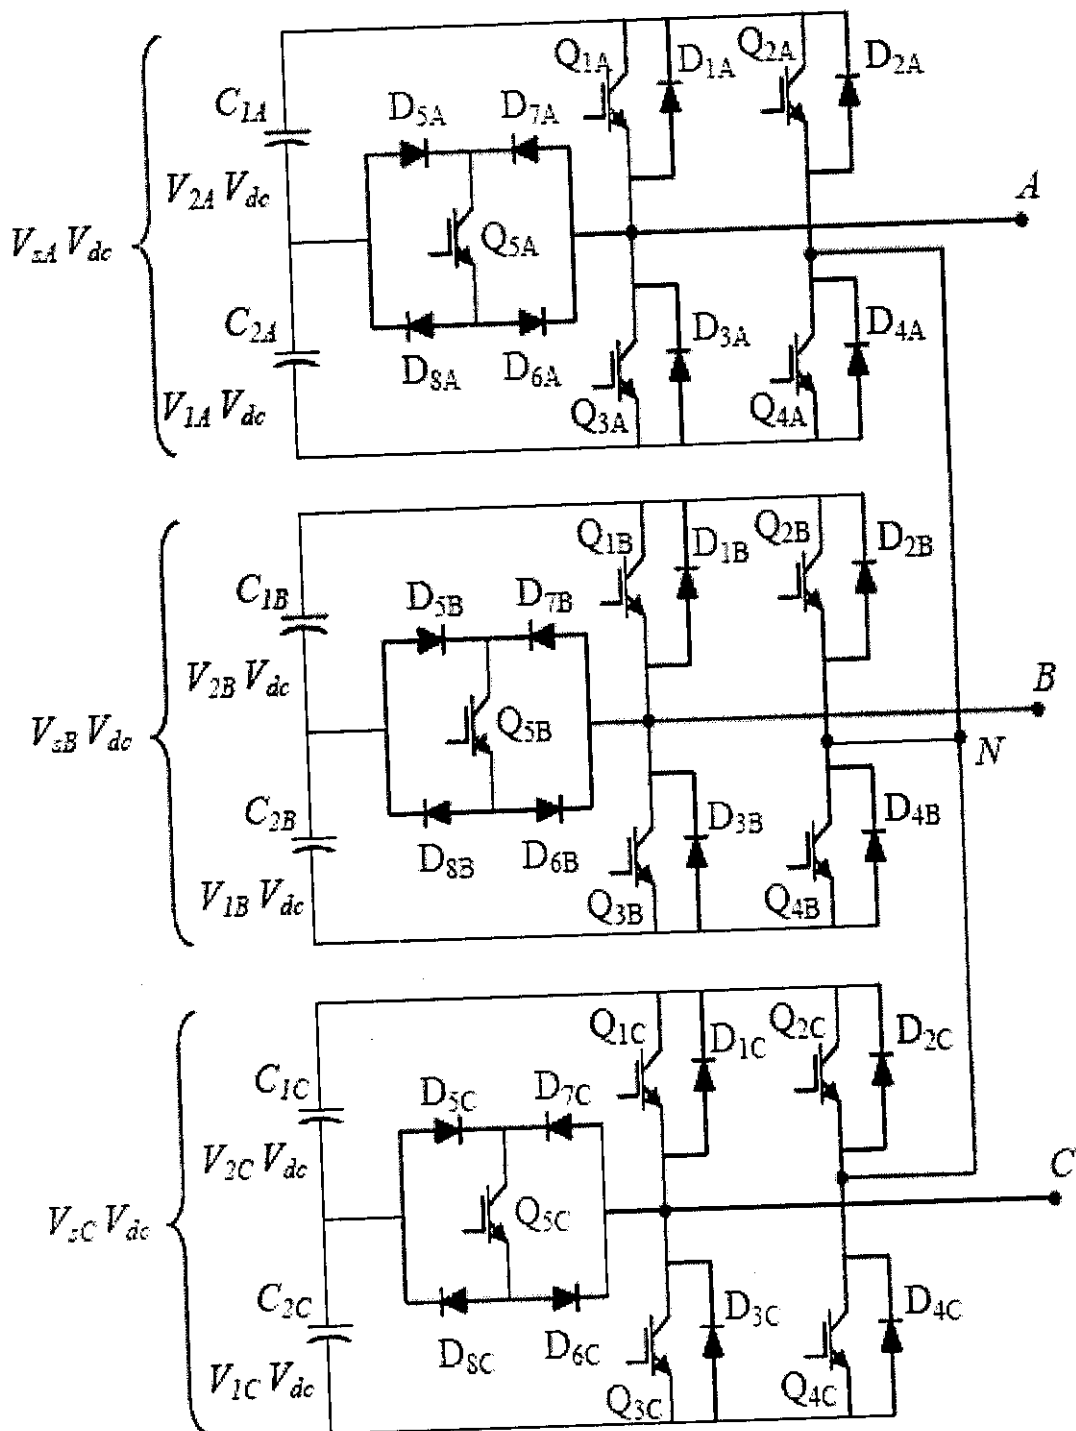 Q1A
D1A
Q2A
D2A
C1A
D5A
D7A
V2A Vdc
A
VsA Vdc
Q5A
C2A
D3A
D4A
D8A
D6A
V1A Vdc
Q3A
Q4A
Q1B
D1B
Q2B
D2B
C1B
D5B
D7B
V2B Vdc
B
VsB Vdc
Q5B
N
C2B
D3B
D4B
D8B
D6B
V1B Vdc
Q3B
Q4B
Q1C
D1C
Q2C
D2C
C1C
D5C
D7C
V2C Vdc
C
VsC Vdc
Q5C
C2C
D3C
D4C
D8C
D6C
V1C Vdc
Q3C
Q4C